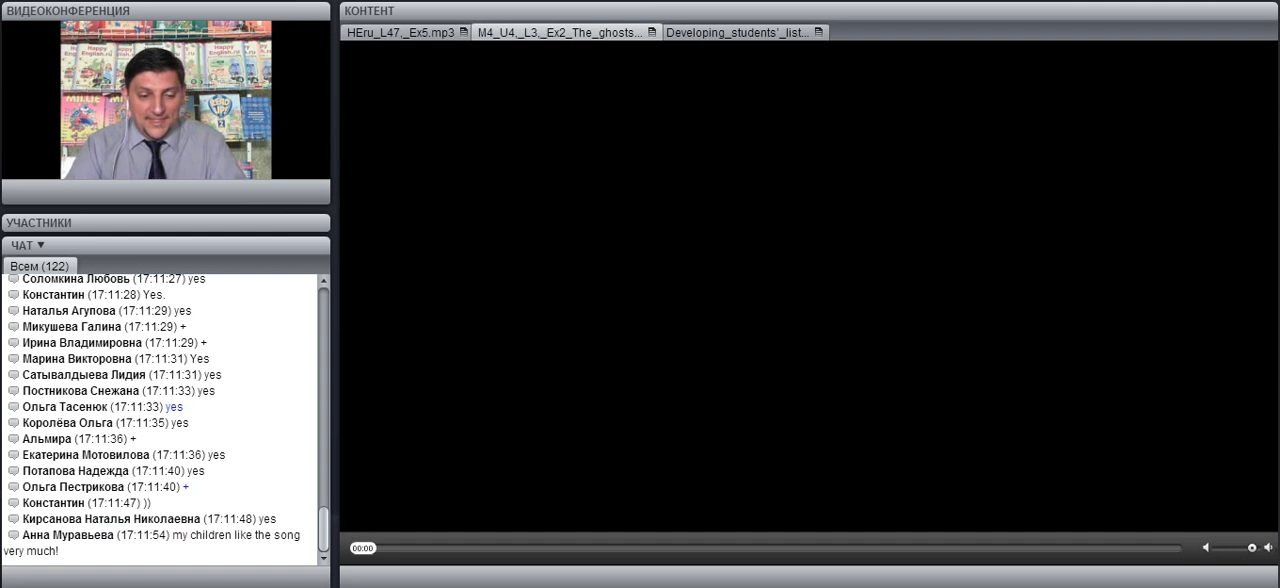 ВИДЕОКОНФЕРЕНЦИЯ
Happy
English.ru
MILLIE
2
УЧАСТНИКИ
ЧАТ ▼
Всем (122)
Соломкина Любовь (17:11:27) yes
Константин (17:11:28) Yes.
Наталья Агупова (17:11:29) yes
Микушева Галина (17:11:29) +
Ирина Владимировна (17:11:29) +
Марина Викторовна (17:11:31) Yes
Сатывалдыева Лидия (17:11:31) yes
Постникова Снежана (17:11:33) yes
Ольга Тасенюк (17:11:33) yes
Королёва Ольга (17:11:35) yes
Альмира (17:11:36) +
Екатерина Мотовилова (17:11:36) yes
Потапова Надежда (17:11:40) yes
Ольга Пестрикова (17:11:40) +
Константин (17:11:47) ))
Кирсанова Наталья Николаевна (17:11:48) yes
Анна Муравьева (17:11:54) my children like the song
very much!
КОНТЕНТ
HEru_L47,_Ex5.mp3 M4_U4,_L3,_Ex2_The_ghosts... Developing_students'_list...
00:00